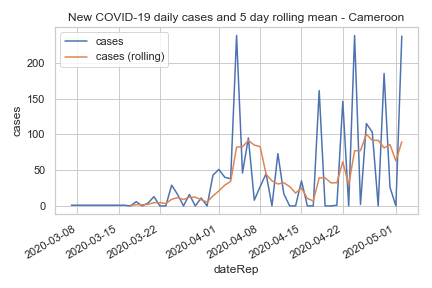 New COVID-19 daily cases and 5 day rolling mean - Cameroon
cases
cases (rolling)
200
150
100
50
0
cases
2020-03-08
2020-03-15
2020-03-22
2020-04-01
2020-04-08
2020-04-15
2020-04-22
2020-05-01
dateRep